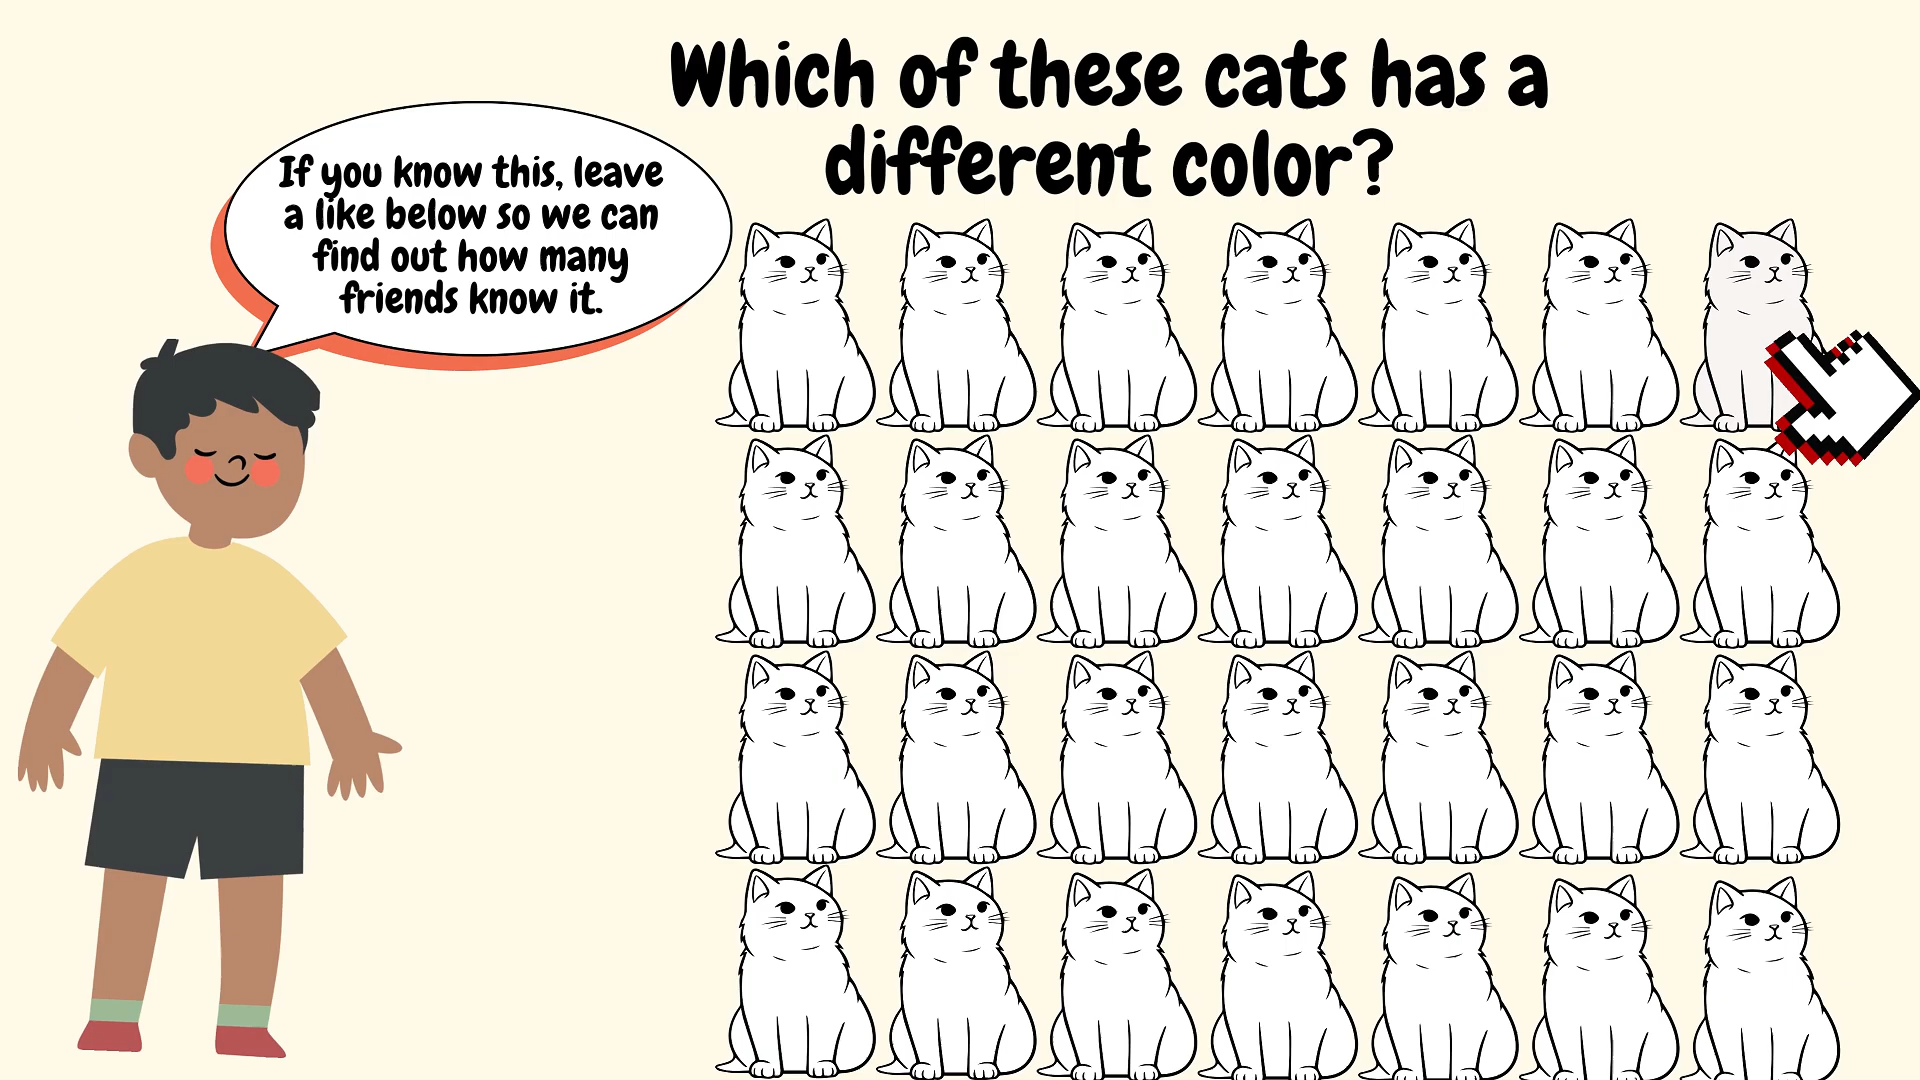 Which of these cats has a
different color?
If you know this, leave
a like below so we can
find out how many
friends know it.